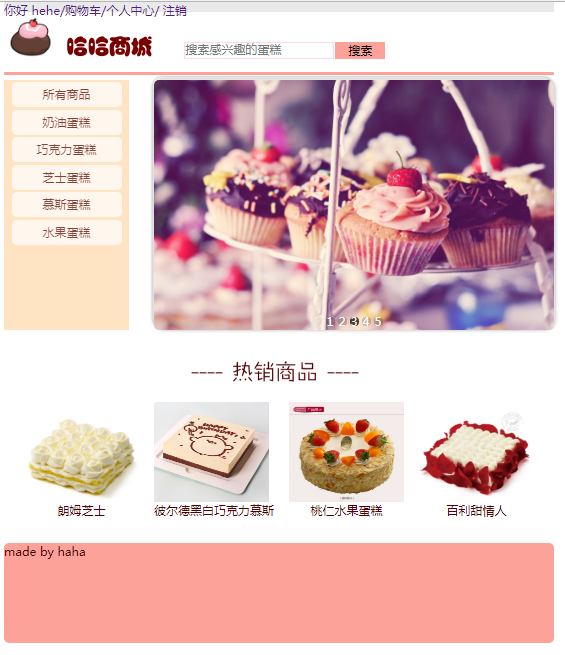 你好 hehe/购物车/个人中心/ 注销
哈哈商城
搜索感兴趣的蛋糕
搜索
所有商品
奶油蛋糕
巧克力蛋糕
芝士蛋糕
慕斯蛋糕
水果蛋糕
1 2 3 4 5
---- 热销商品 ----
HAPPY
BIRTHDAY!
朗姆芝士
彼尔德黑白巧克力慕斯
桃仁水果蛋糕
百利甜情人
made by haha